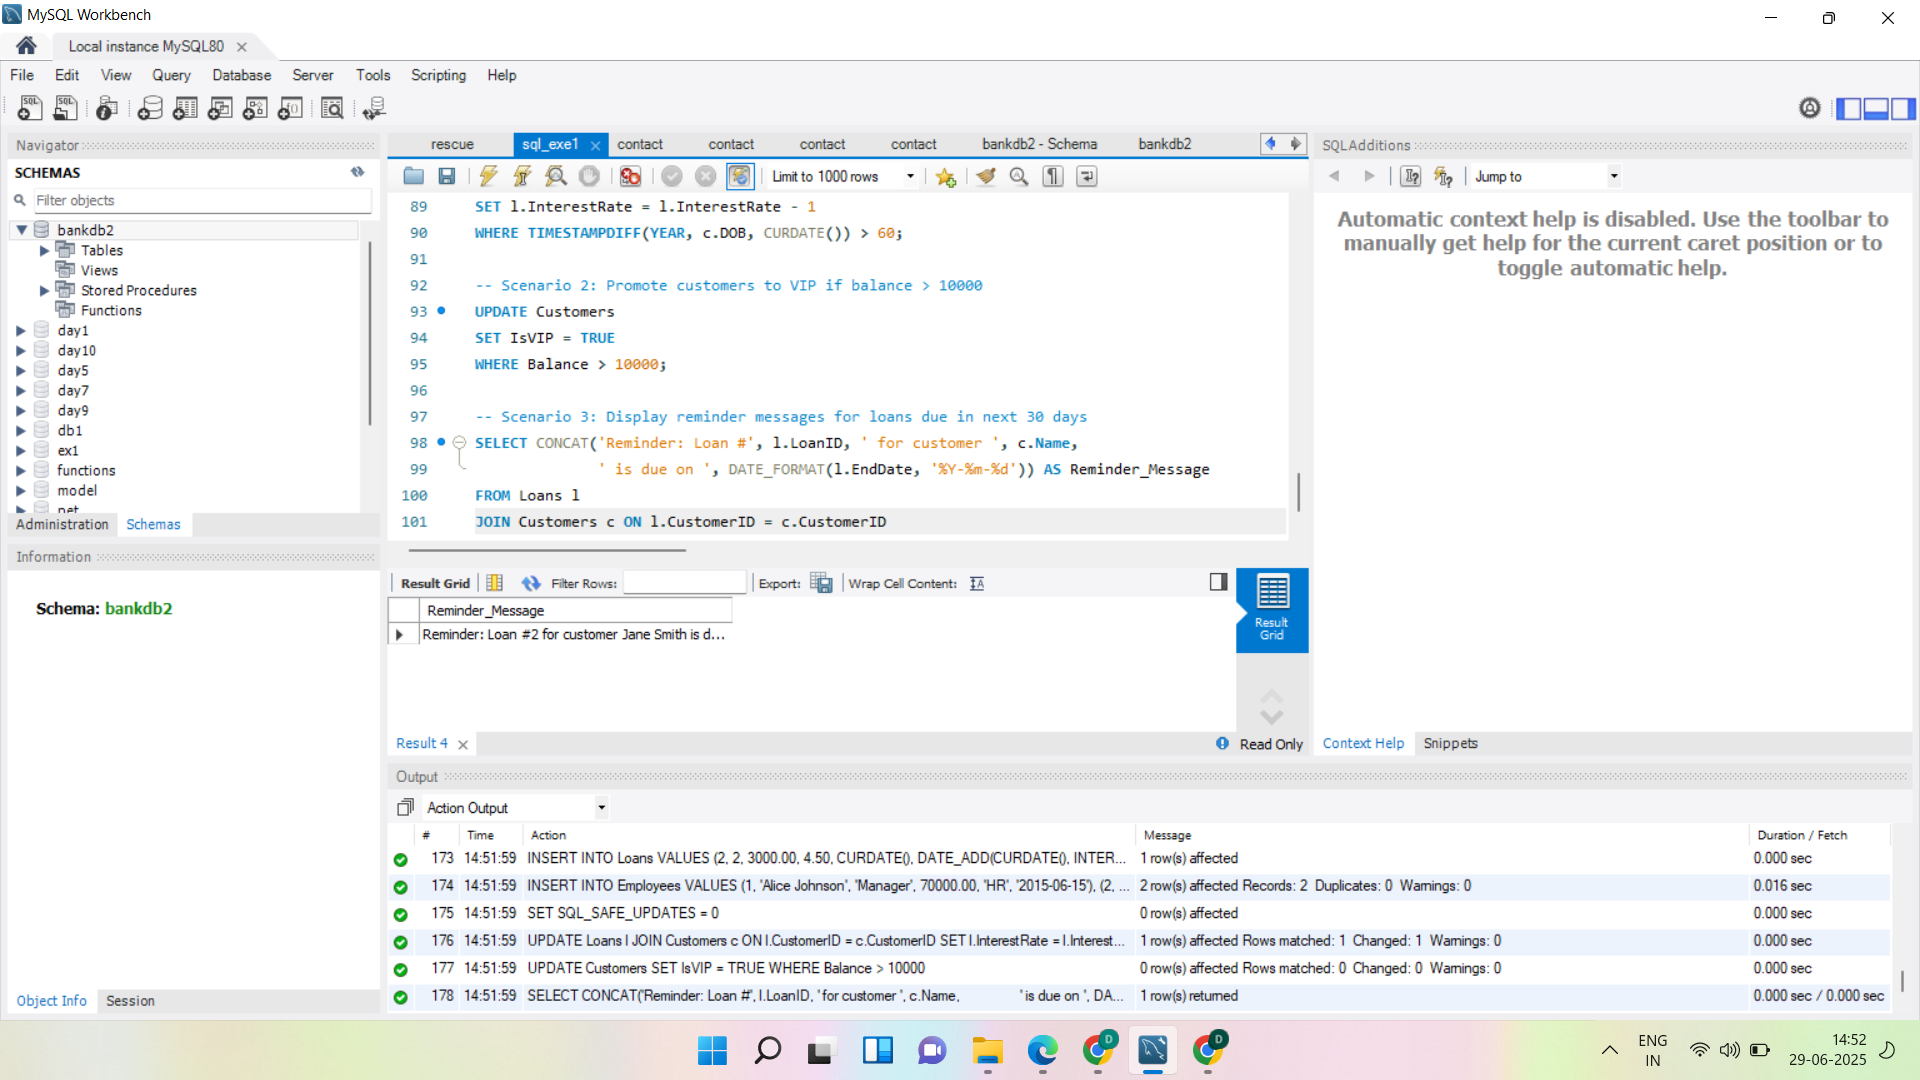 MySQL Workbench
Local instance MySQL80
File Edit View Query Database Server Tools Scripting Help
Navigator
SCHEMAS
Filter objects
bankdb2
Tables
Views
Stored Procedures
Functions
day1
day10
day5
day7
day9
db1
ex1
functions
model
Administration Schemas
Information
Schema: bankdb2
Object Info Session
rescue sql_exe1 contact contact contact contact bankdb2 - Schema bankdb2
Limit to 1000 rows
89 SET l.InterestRate = l.InterestRate - 1
90 WHERE TIMESTAMPDIFF(YEAR, c.DOB, CURDATE()) > 60;
91
92 -- Scenario 2: Promote customers to VIP if balance > 10000
93 UPDATE Customers
94 SET IsVIP = TRUE
95 WHERE Balance > 10000;
96
97 -- Scenario 3: Display reminder messages for loans due in next 30 days
98 SELECT CONCAT('Reminder: Loan #', l.LoanID, ' for customer ', c.Name,
99 ' is due on ', DATE_FORMAT(l.EndDate, '%Y-%m-%d')) AS Reminder_Message
100 FROM Loans l
101 JOIN Customers c ON l.CustomerID = c.CustomerID
Result Grid Filter Rows: Export: Wrap Cell Content:
Reminder_Message
Reminder: Loan #2 for customer Jane Smith is d...
Result Grid
Result 4
Read Only
SQLAdditions
Jump to
Automatic context help is disabled. Use the toolbar to
manually get help for the current caret position or to
toggle automatic help.
Context Help Snippets
Output
Action Output
# Time Action Message Duration / Fetch
173 14:51:59 INSERT INTO Loans VALUES (2, 2, 3000.00, 4.50, CURDATE(), DATE_ADD(CURDATE(), INTER... 1 row(s) affected 0.000 sec
174 14:51:59 INSERT INTO Employees VALUES (1, 'Alice Johnson', 'Manager', 70000.00, 'HR', '2015-06-15'), (2, ... 2 row(s) affected Records: 2 Duplicates: 0 Warnings: 0 0.016 sec
175 14:51:59 SET SQL_SAFE_UPDATES = 0 0 row(s) affected 0.000 sec
176 14:51:59 UPDATE Loans l JOIN Customers c ON l.CustomerID = c.CustomerID SET l.InterestRate = l.Interest... 1 row(s) affected Rows matched: 1 Changed: 1 Warnings: 0 0.000 sec
177 14:51:59 UPDATE Customers SET IsVIP = TRUE WHERE Balance > 10000 0 row(s) affected Rows matched: 0 Changed: 0 Warnings: 0 0.000 sec
178 14:51:59 SELECT CONCAT('Reminder: Loan #', l.LoanID, ' for customer ', c.Name, ' is due on ', DA... 1 row(s) returned 0.000 sec / 0.000 sec
ENG
IN
14:52
29-06-2025